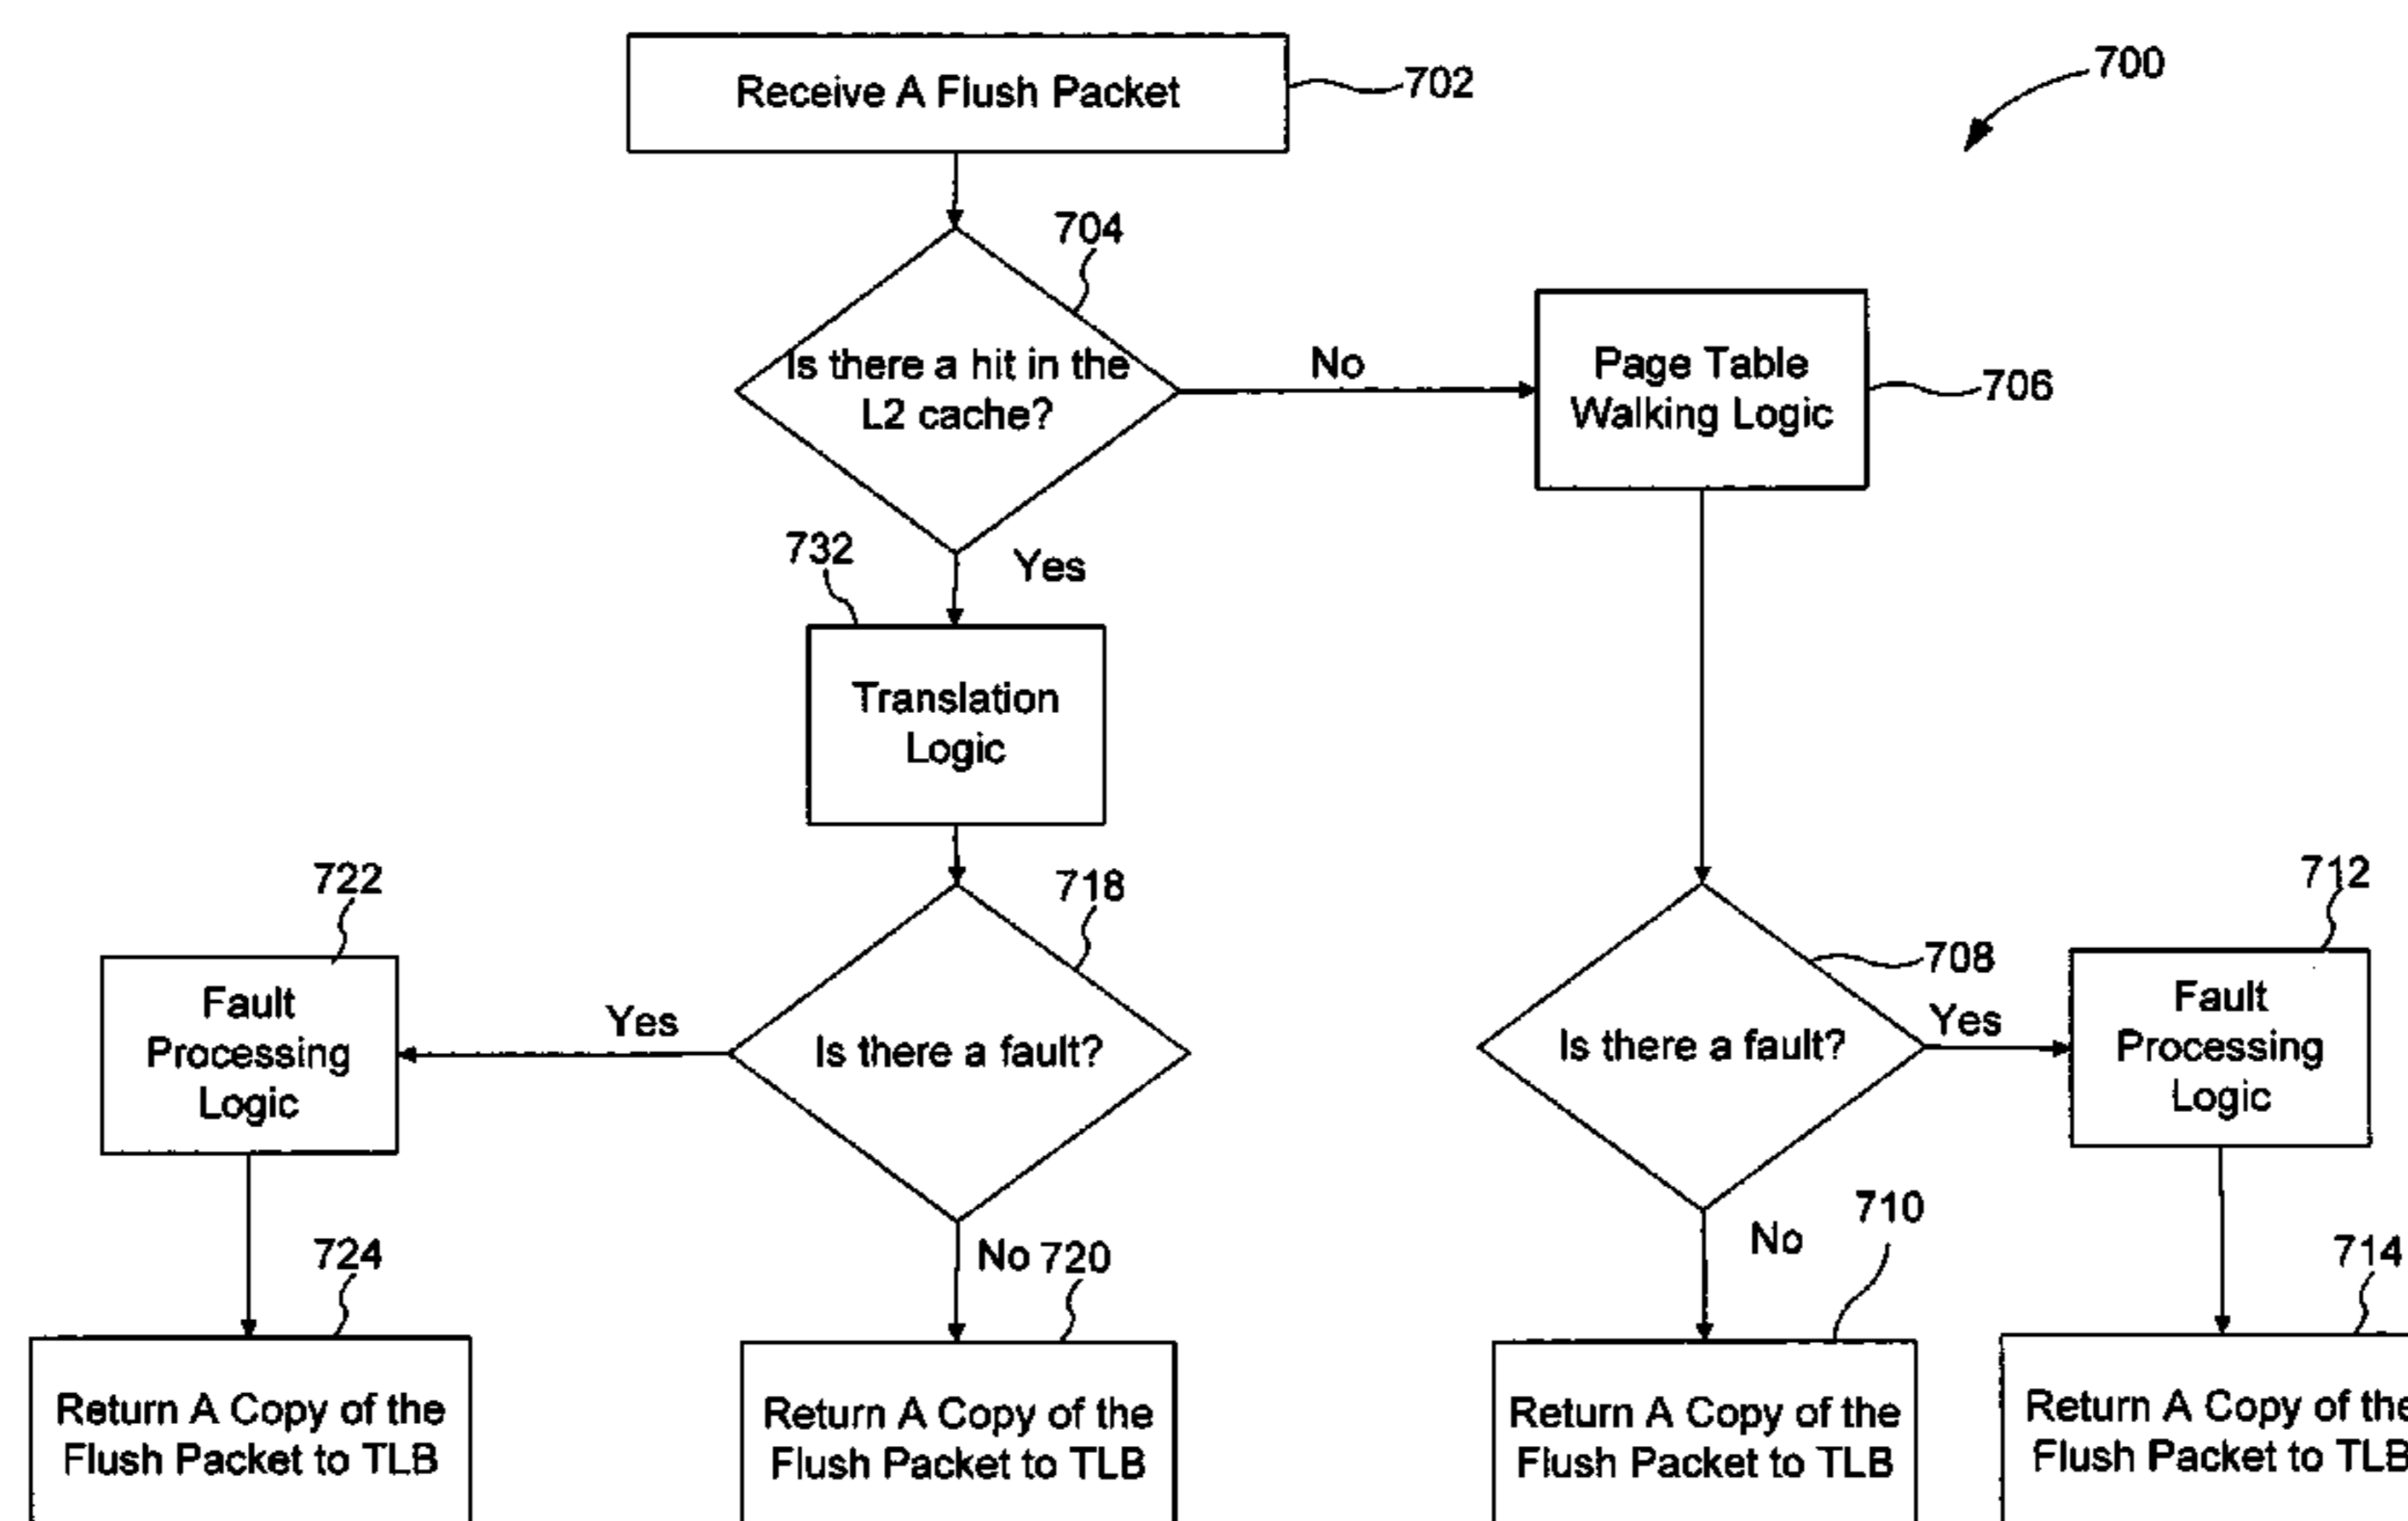 Receive A Flush Packet
702
700
704
Is there a hit in the
L2 cache?
No
Page Table
Walking Logic
706
732
Yes
Translation
Logic
722
718
712
708
Fault
Processing
Logic
Yes
Is there a fault?
Is there a fault?
Yes
Fault
Processing
Logic
724
No
720
No
710
714
Return A Copy of the
Flush Packet to TLB
Return A Copy of the
Flush Packet to TLB
Return A Copy of the
Flush Packet to TLB
Return A Copy of the
Flush Packet to TLB